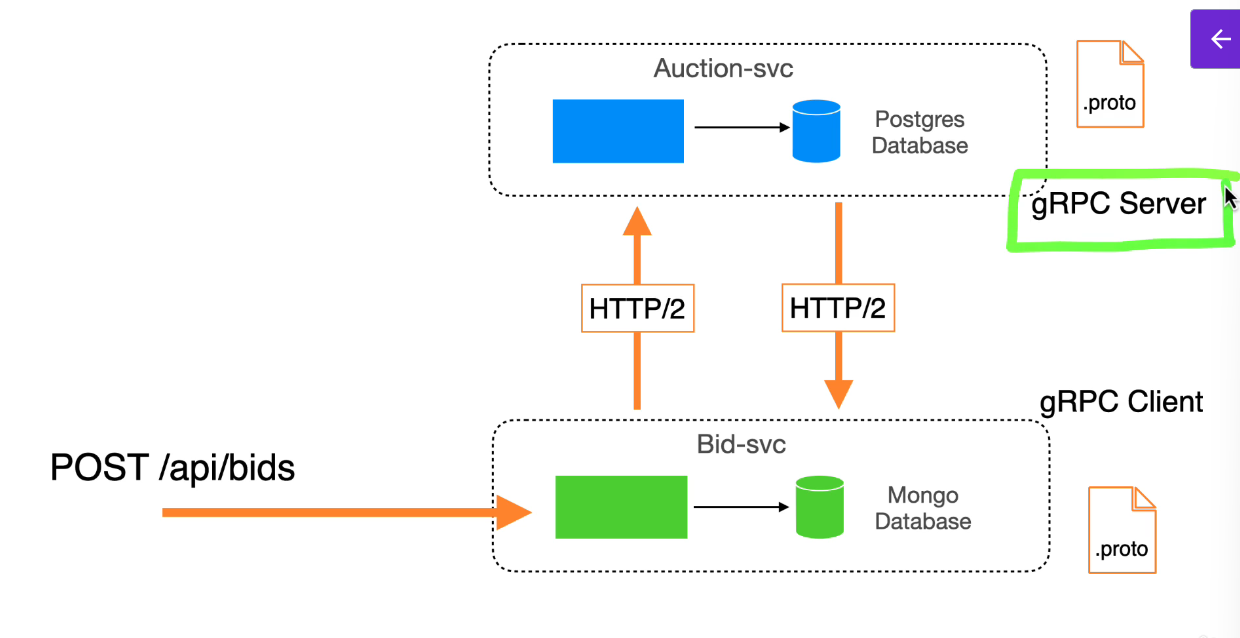 Auction-svc
.proto
Postgres
Database
gRPC Server
HTTP/2
HTTP/2
gRPC Client
POST /api/bids
Bid-svc
Mongo
Database
.proto